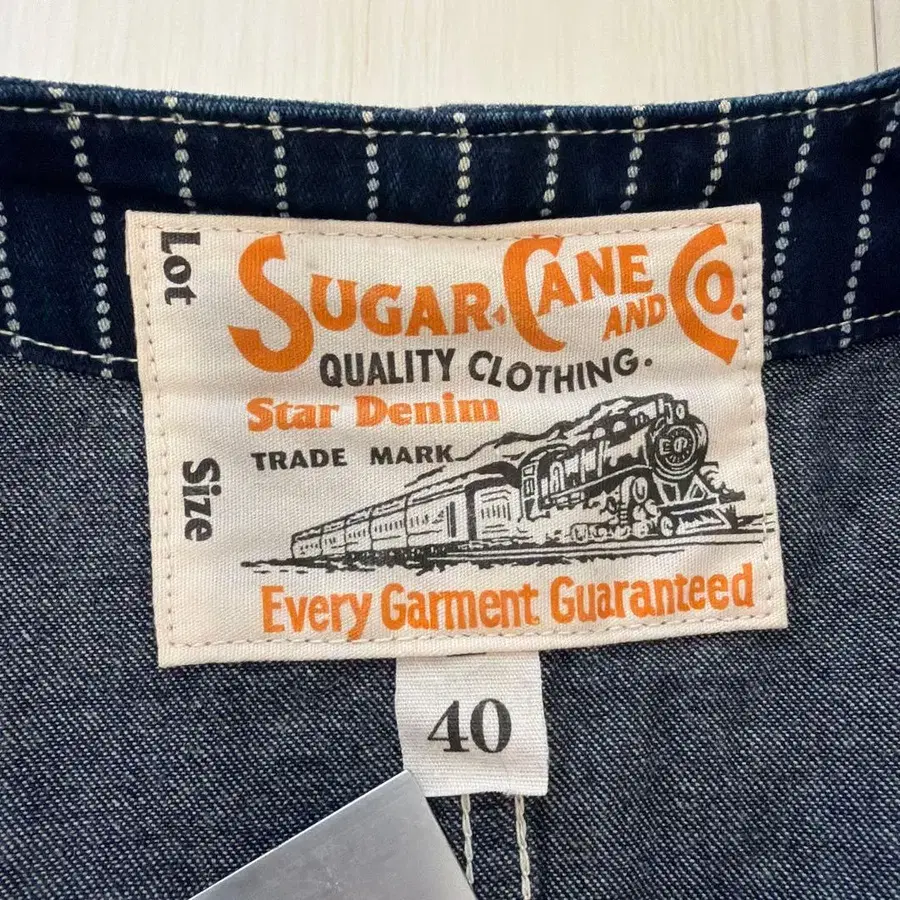 Lot
SUGAR CANE AND CO.
QUALITY CLOTHING.
Star Denim
TRADE MARK
Size
Every Garment Guaranteed
40